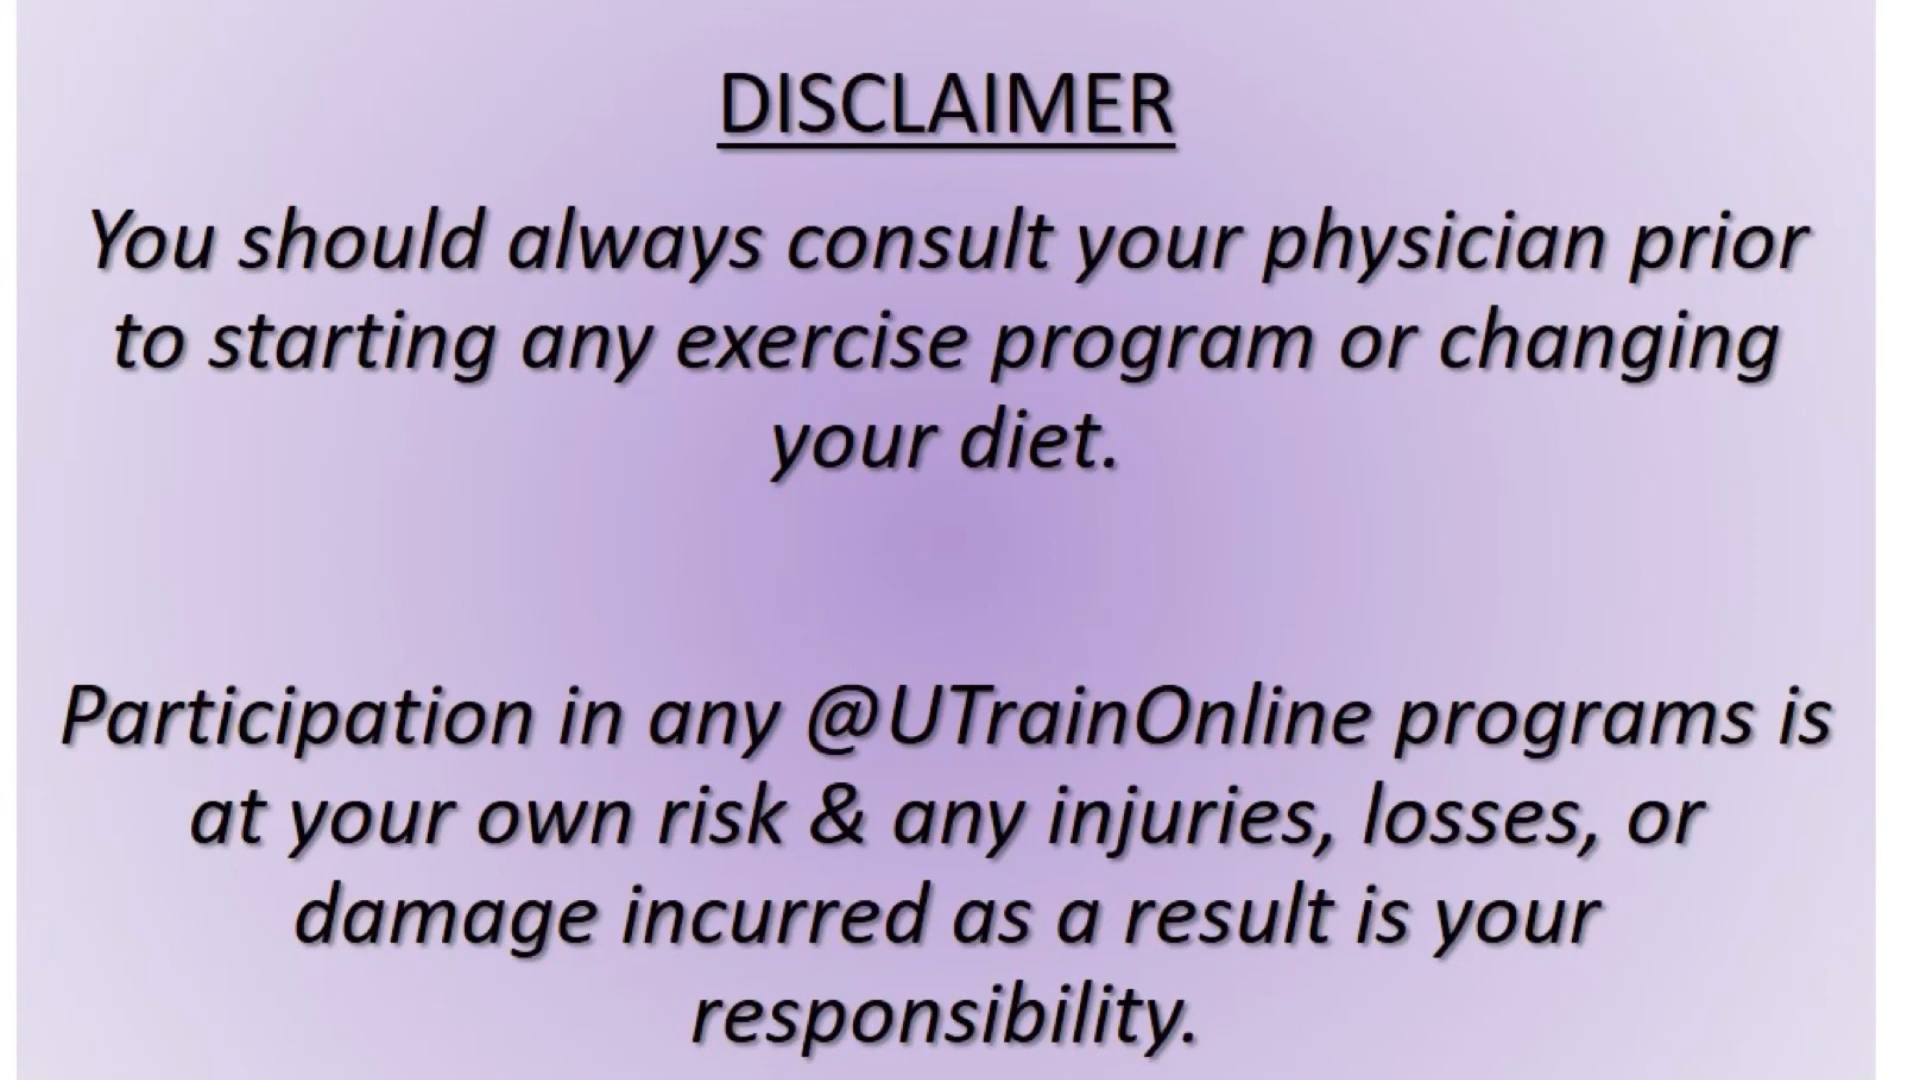 DISCLAIMER
You should always consult your physician prior
to starting any exercise program or changing
your diet.
Participation in any @UTrainOnline programs is
at your own risk & any injuries, losses, or
damage incurred as a result is your
responsibility.